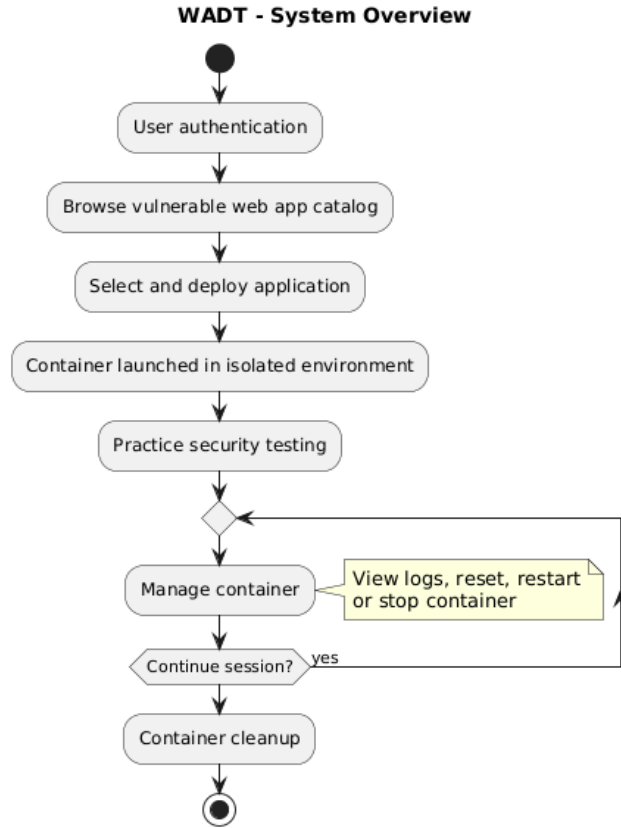 WADT - System Overview
User authentication
Browse vulnerable web app catalog
Select and deploy application
Container launched in isolated environment
Practice security testing
Manage container
View logs, reset, restart
or stop container
Continue session?
yes
Container cleanup